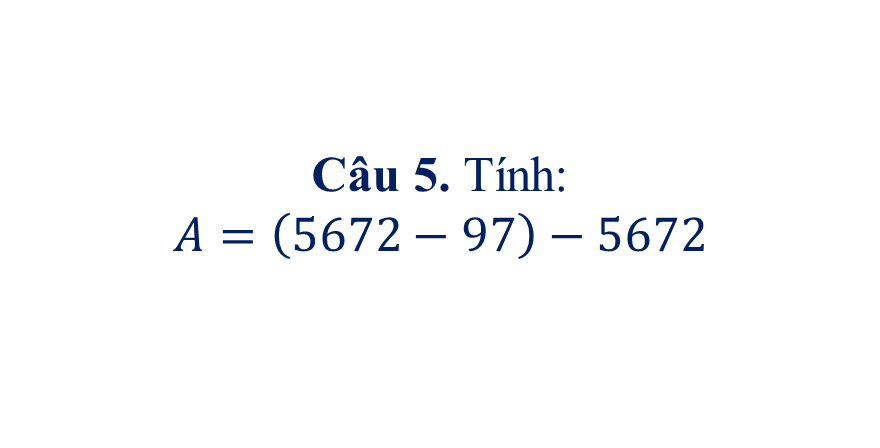 Câu 5. Tính:
A = (5672 − 97) − 5672